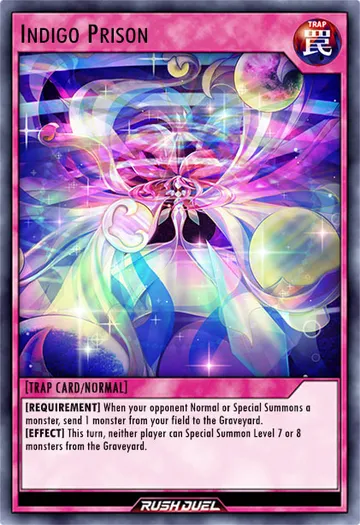 INDIGO PRISON
TRAP
罠
[TRAP CARD/NORMAL]
[REQUIREMENT] When your opponent Normal or Special Summons
a monster, send 1 monster from your field to the Graveyard.
[EFFECT] This turn, neither player can Special Summon Level 7 or 8
monsters from the Graveyard.
RUSH DUEL